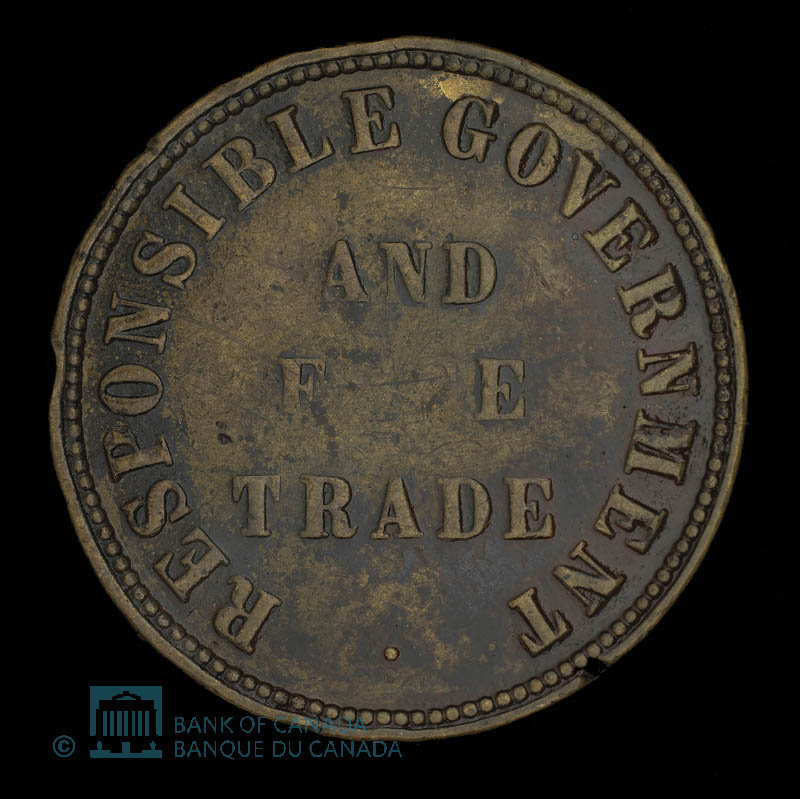 RESPONSIBLE GOVERNMENT
AND
F E
TRADE
© BANK OF CANADA
BANQUE DU CANADA